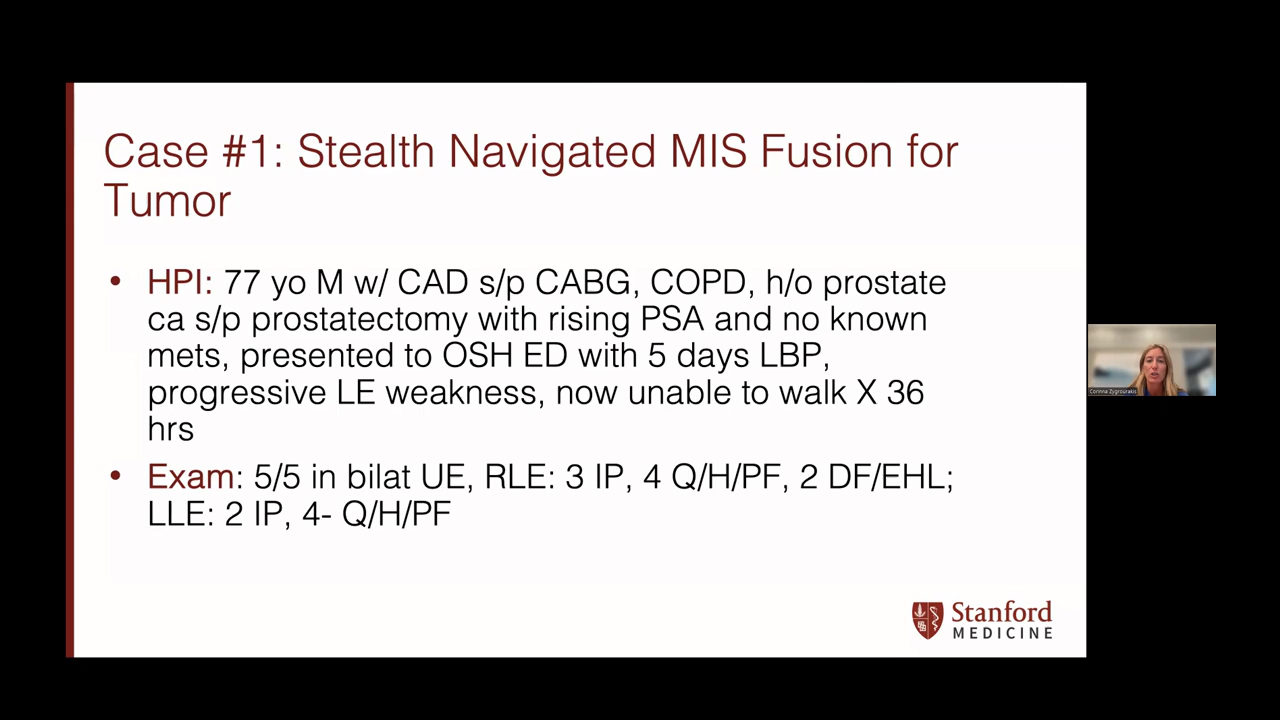 Case #1: Stealth Navigated MIS Fusion for
Tumor
• HPI: 77 yo M w/ CAD s/p CABG, COPD, h/o prostate
ca s/p prostatectomy with rising PSA and no known
mets, presented to OSH ED with 5 days LBP,
progressive LE weakness, now unable to walk X 36
hrs
• Exam: 5/5 in bilat UE, RLE: 3 IP, 4 Q/H/PF, 2 DF/EHL;
LLE: 2 IP, 4- Q/H/PF
Corinna Zygourakis
Stanford
MEDICINE